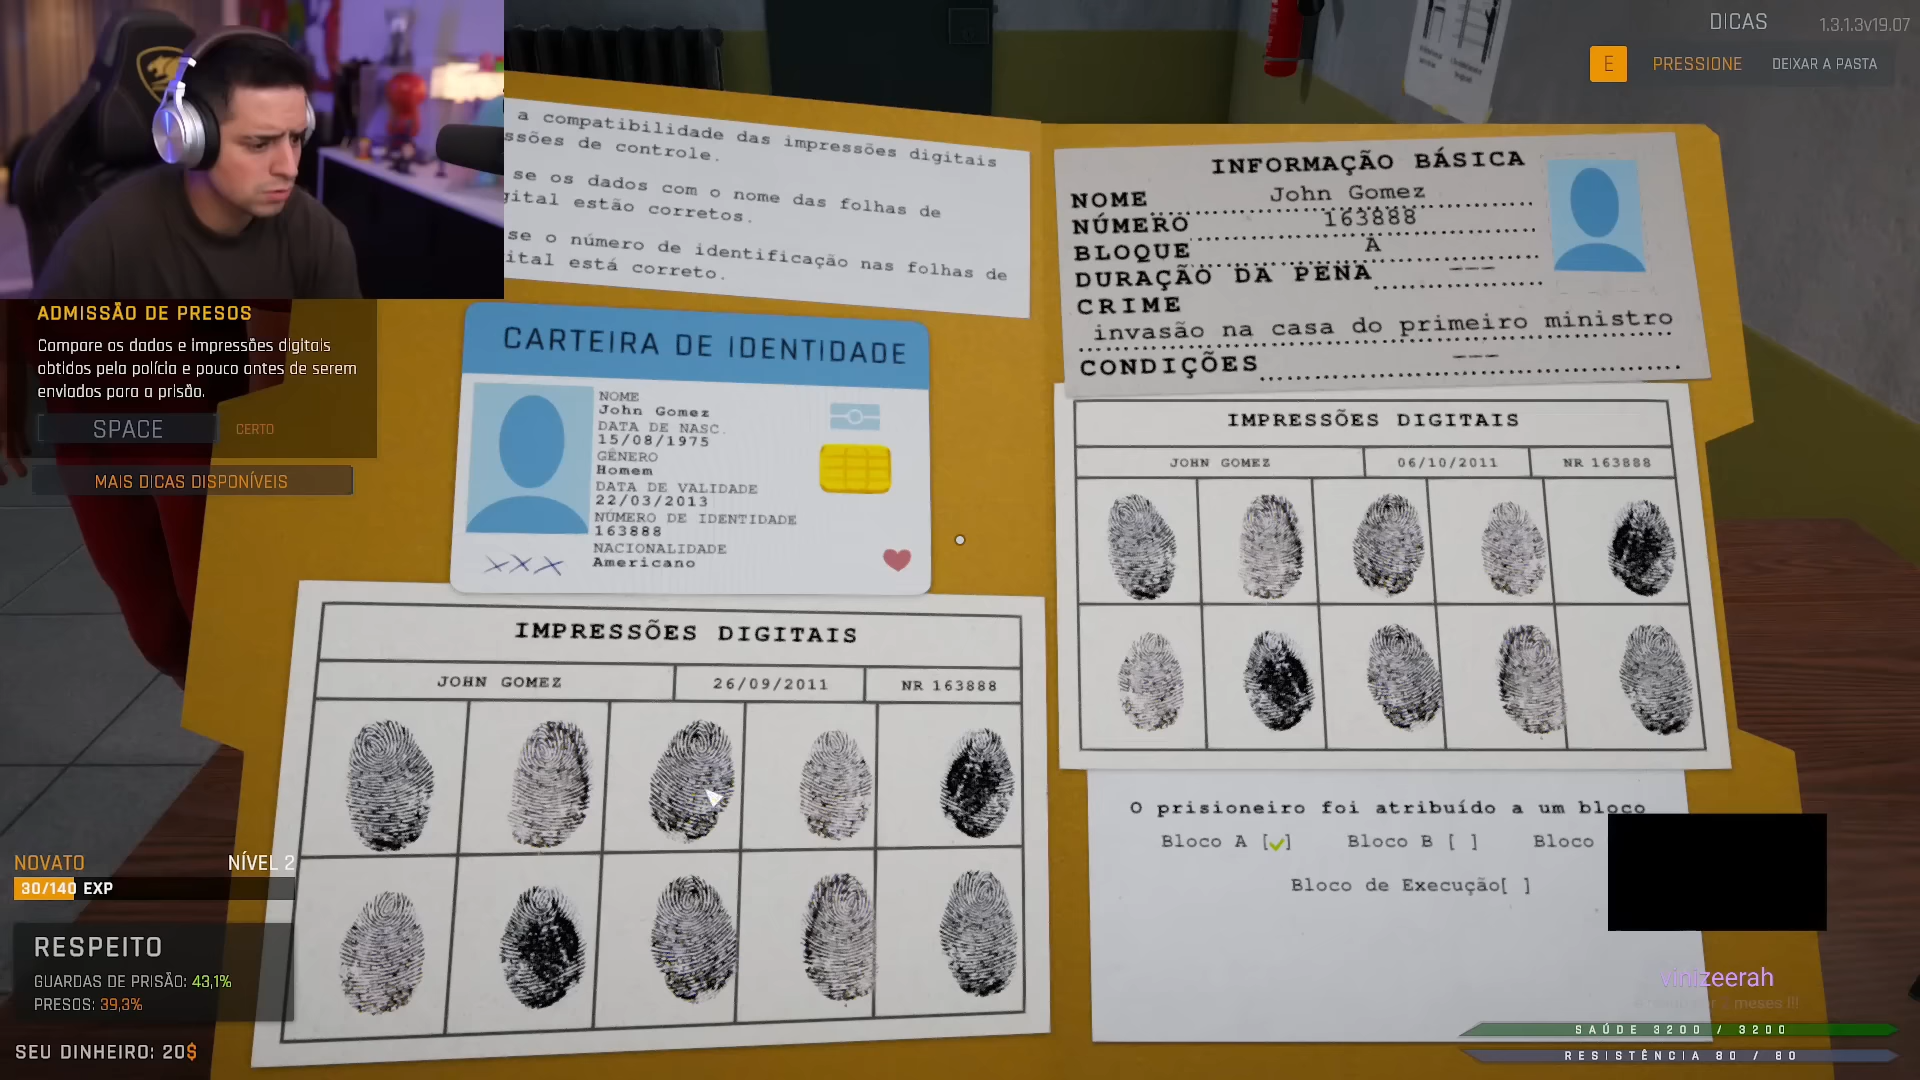 DICAS
1.3.1.3v19.07
E PRESSIONE DEIXAR A PASTA
a compatibilidade das impressões digitais
ssões de controle.
se os dados com o nome das folhas de
gital estão corretos.
se o número de identificação nas folhas de
ital está correto.
INFORMAÇÃO BÁSICA
NOME John Gomez
NÚMERO 163888
BLOQUE A
DURAÇÃO DA PENA ---
CRIME
invasão na casa do primeiro ministro
CONDIÇÕES ---
ADMISSÃO DE PRESOS
Compare os dados e impressões digitais
obtidos pela polícia e pouco antes de serem
enviados para a prisão.
SPACE CERTO
MAIS DICAS DISPONÍVEIS
CARTEIRA DE IDENTIDADE
NOME
John Gomez
DATA DE NASC.
15/08/1975
GÊNERO
Homem
DATA DE VALIDADE
22/03/2013
NÚMERO DE IDENTIDADE
163888
NACIONALIDADE
Americano
XXX
IMPRESSÕES DIGITAIS
JOHN GOMEZ 06/10/2011 NR 163888
IMPRESSÕES DIGITAIS
JOHN GOMEZ 26/09/2011 NR 163888
O prisioneiro foi atribuído a um bloco
Bloco A [✓] Bloco B [ ] Bloco
Bloco de Execução[ ]
NOVATO NÍVEL 2
30/140 EXP
RESPEITO
GUARDAS DE PRISÃO: 43,1%
PRESOS: 39,3%
SEU DINHEIRO: 20$
vinizeerah
meses !!!
SAÚDE 3200 / 3200
RESISTÊNCIA 80 / 80